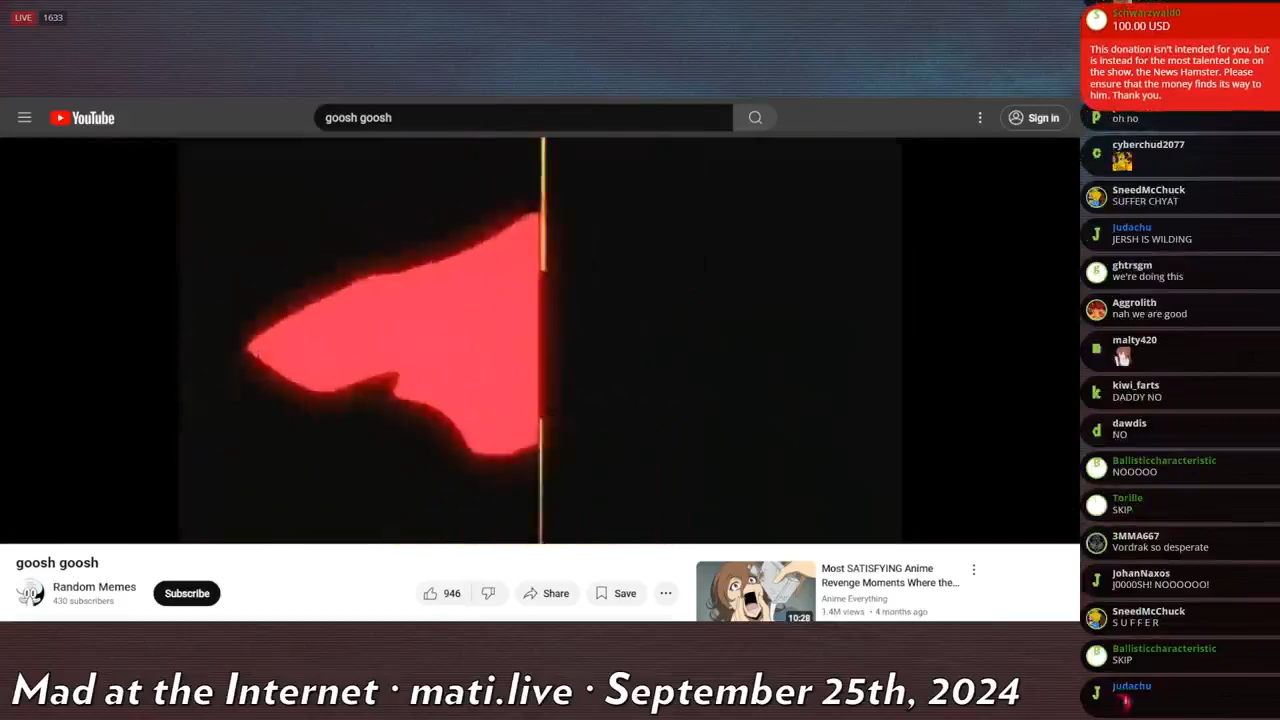 LIVE 1633
YouTube
goosh goosh
Sign in
goosh goosh
Random Memes
430 subscribers
Subscribe
946
Share
Save
Most SATISFYING Anime
Revenge Moments Where the...
Anime Everything
1.4M views • 4 months ago
10:28
Mad at the Internet · mati.live · September 25th, 2024
Schwarzwald0
100.00 USD
This donation isn't intended for you, but
is instead for the most talented one on
the show, the News Hamster. Please
ensure that the money finds its way to
him. Thank you.
oh no
cyberchud2077
SneedMcChuck
SUFFER CHYAT
Judachu
JERSH IS WILDING
ghtrsgm
we're doing this
Aggrolith
nah we are good
malty420
kiwi_farts
DADDY NO
dawdis
NO
Ballisticcharacteristic
NOOOOO
Torille
SKIP
3MMA667
Vordrak so desperate
JohanNaxos
J000SH! NOOOOOO!
SneedMcChuck
S U F F E R
Ballisticcharacteristic
SKIP
Judachu